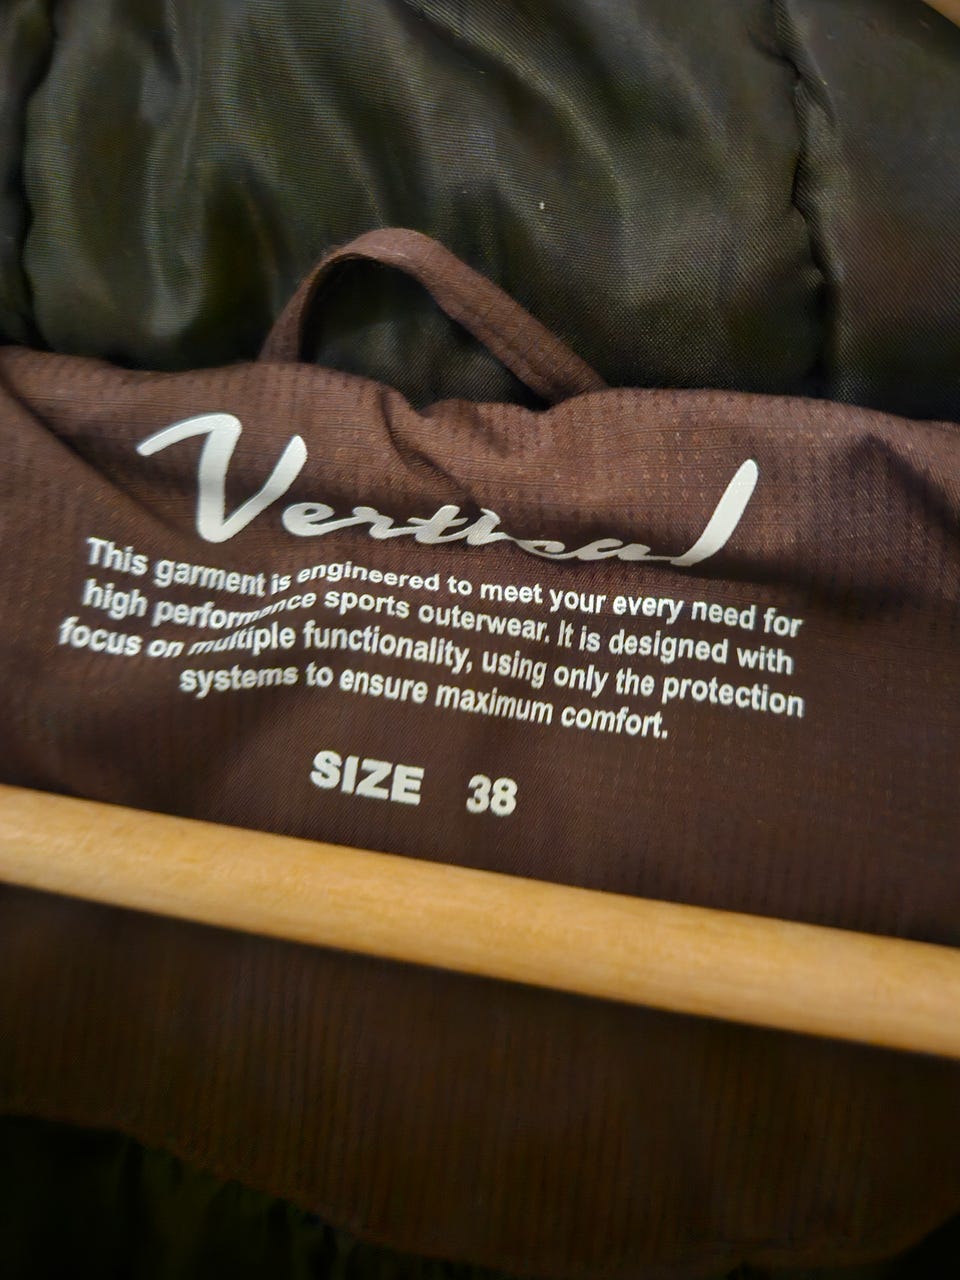 Vertical
This garment is engineered to meet your every need for
high performance sports outerwear. It is designed with
focus on multiple functionality, using only the protection
systems to ensure maximum comfort.
SIZE 38